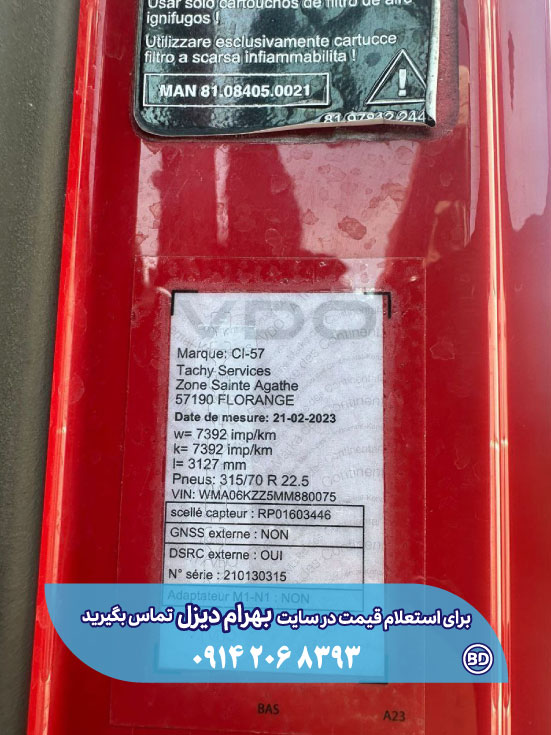 Usar solo cartouchos de filtro de aire
ignifugos !
Utilizzare esclusivamente cartucce
filtro a scarsa infiammabilita !
MAN 81.08405.0021
81.97812.244
VDO
Marque: CI-57
Tachy Services
Zone Sainte Agathe
57190 FLORANGE
Date de mesure: 21-02-2023
w= 7392 imp/km
k= 7392 imp/km
l= 3127 mm
Pneus: 315/70 R 22.5
VIN: WMA06KZZ5MM880075
scellé capteur : RP01603446
GNSS externe : NON
DSRC externe : OUI
N° série : 210130315
Adaptateur M1-N1 : NON
برای استعلام قیمت در سایت بهرام دیزل تماس بگیرید
۰۹۱۴ ۲۰۶ ۸۳۹۳
BD
BAS
A23